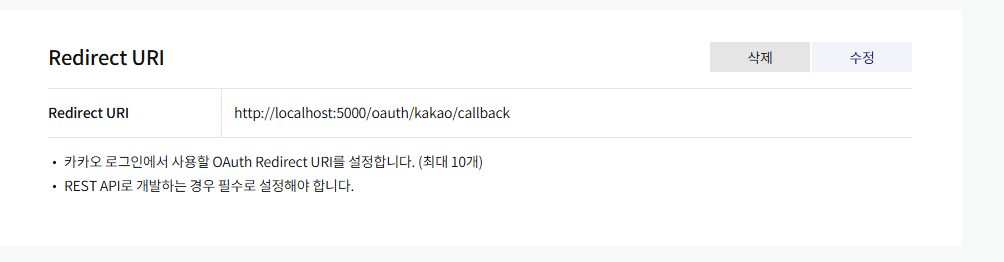 Redirect URI
삭제
수정
Redirect URI
http://localhost:5000/oauth/kakao/callback
• 카카오 로그인에서 사용할 OAuth Redirect URI를 설정합니다. (최대 10개)
• REST API로 개발하는 경우 필수로 설정해야 합니다.